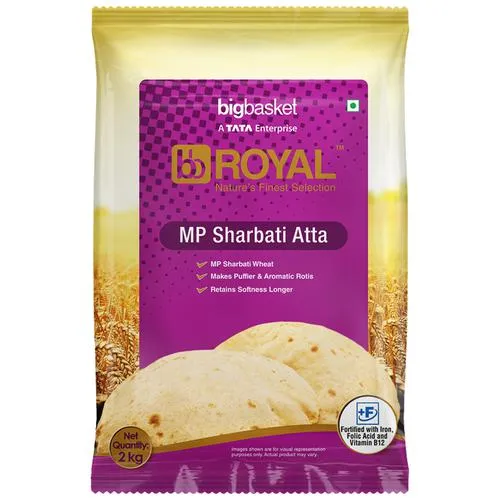 bigbasket
A TATA Enterprise
bb ROYAL™
Nature's Finest Selection
MP Sharbati Atta
MP Sharbati Wheat
Makes Puffier & Aromatic Rotis
Retains Softness Longer
+F
Fortified with Iron,
Folic Acid and
Vitamin B12
Net
Quantity:
2 kg
Images shown are for visual representation
purposes only. Actual product may vary.